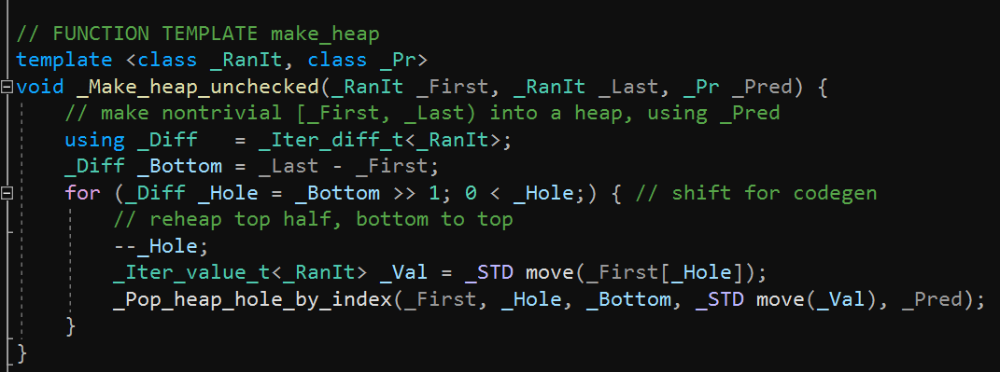 // FUNCTION TEMPLATE make_heap
template <class _RanIt, class _Pr>
void _Make_heap_unchecked(_RanIt _First, _RanIt _Last, _Pr _Pred) {
    // make nontrivial [_First, _Last) into a heap, using _Pred
    using _Diff   = _Iter_diff_t<_RanIt>;
    _Diff _Bottom = _Last - _First;
    for (_Diff _Hole = _Bottom >> 1; 0 < _Hole;) { // shift for codegen
        // reheap top half, bottom to top
        --_Hole;
        _Iter_value_t<_RanIt> _Val = _STD move(_First[_Hole]);
        _Pop_heap_hole_by_index(_First, _Hole, _Bottom, _STD move(_Val), _Pred);
    }
}